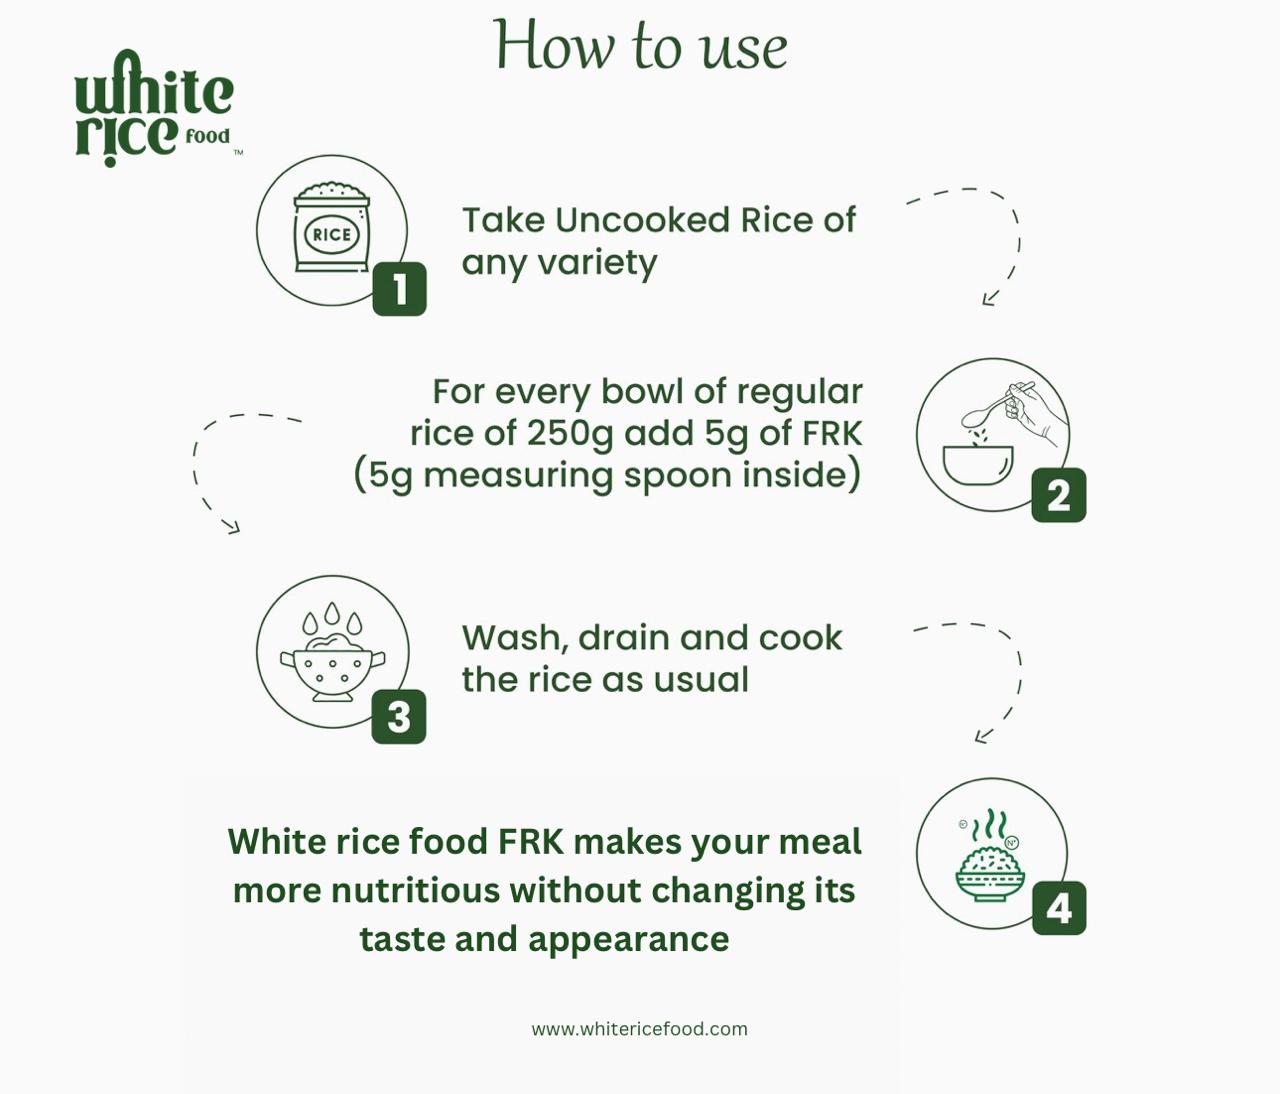 How to use
white
rice food
TM
RICE
1
Take Uncooked Rice of
any variety
For every bowl of regular
rice of 250g add 5g of FRK
(5g measuring spoon inside)
2
Wash, drain and cook
the rice as usual
3
White rice food FRK makes your meal
more nutritious without changing its
taste and appearance
N+
4
www.whitericefood.com